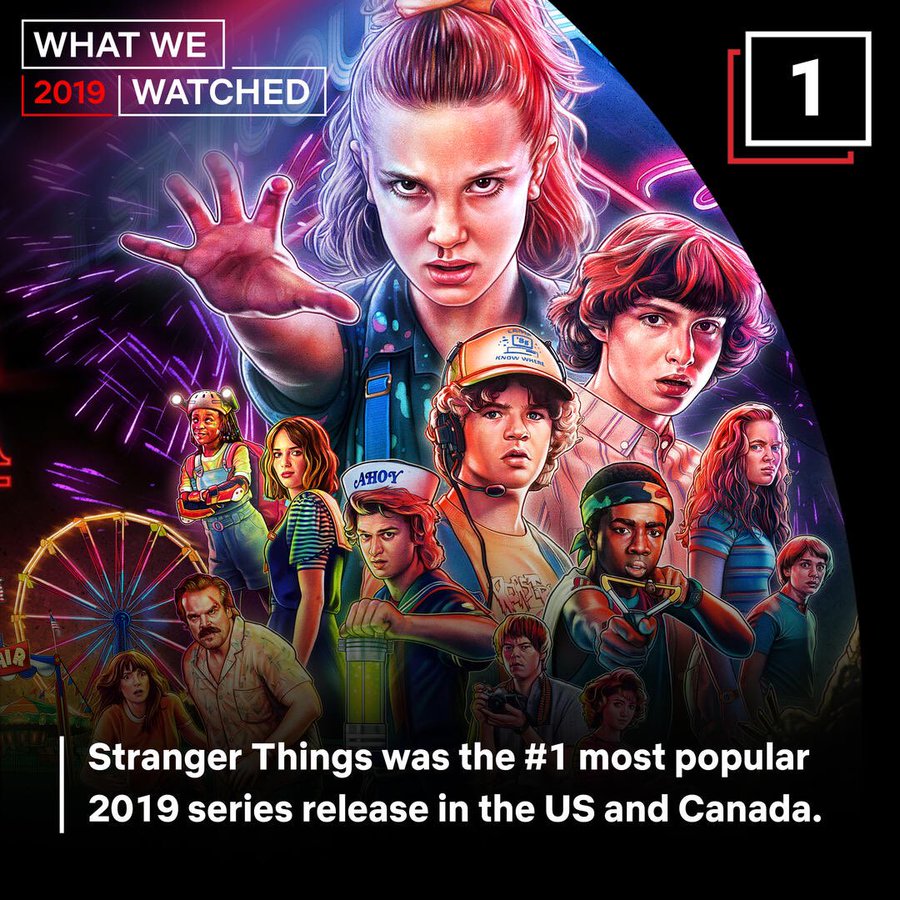 WHAT WE
2019 WATCHED
1
KNOW WHERE
AHOY
AIR
Stranger Things was the #1 most popular
2019 series release in the US and Canada.